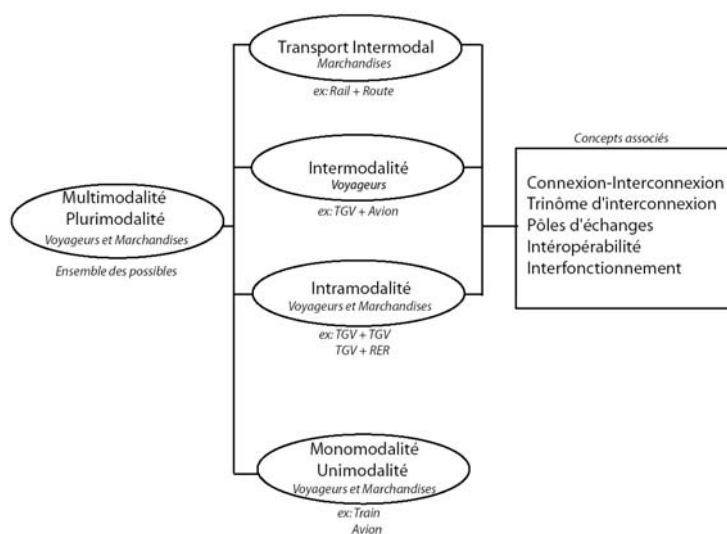 Transport Intermodal
Marchandises
ex: Rail + Route
Intermodalité
Voyageurs
ex: TGV + Avion
Multimodalité
Plurimodalité
Voyageurs et Marchandises
Ensemble des possibles
Intramodalité
Voyageurs et Marchandises
ex: TGV + TGV
TGV + RER
Monomodalité
Unimodalité
Voyageurs et Marchandises
ex: Train
Avion
Concepts associés
Connexion-Interconnexion
Trinôme d'interconnexion
Pôles d'échanges
Intéropérabilité
Interfonctionnement